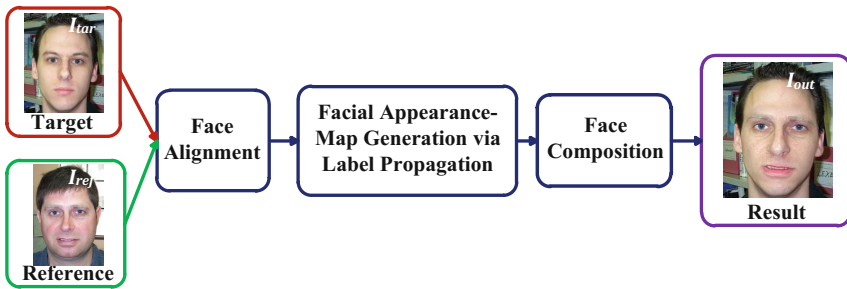 I_tar
Target
I_ref
Reference
Face
Alignment
Facial Appearance-
Map Generation via
Label Propagation
Face
Composition
I_out
Result